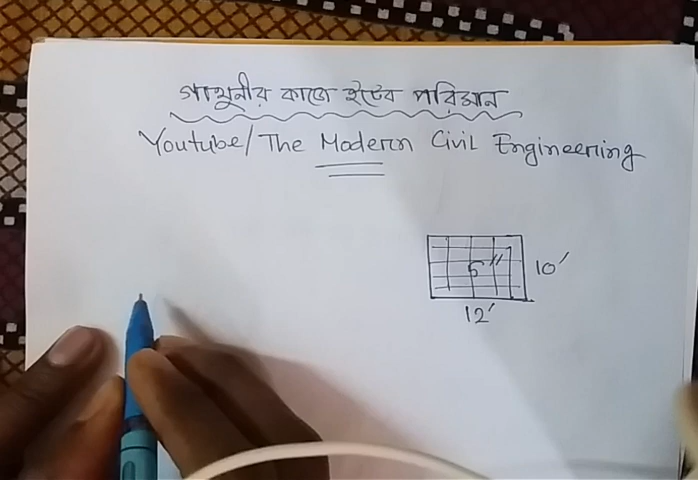 গাথুনীর কাজে ইটের পরিমান
Youtube/The Modern Civil Engineering
5"
10'
12'